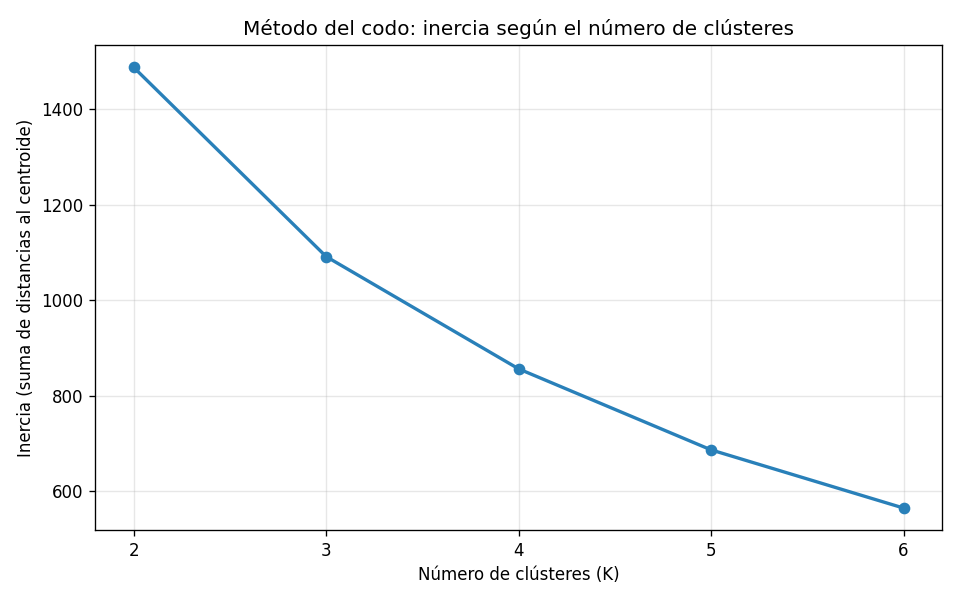 Método del codo: inercia según el número de clústeres
Inercia (suma de distancias al centroide)
1400
1200
1000
800
600
2 3 4 5 6
Número de clústeres (K)